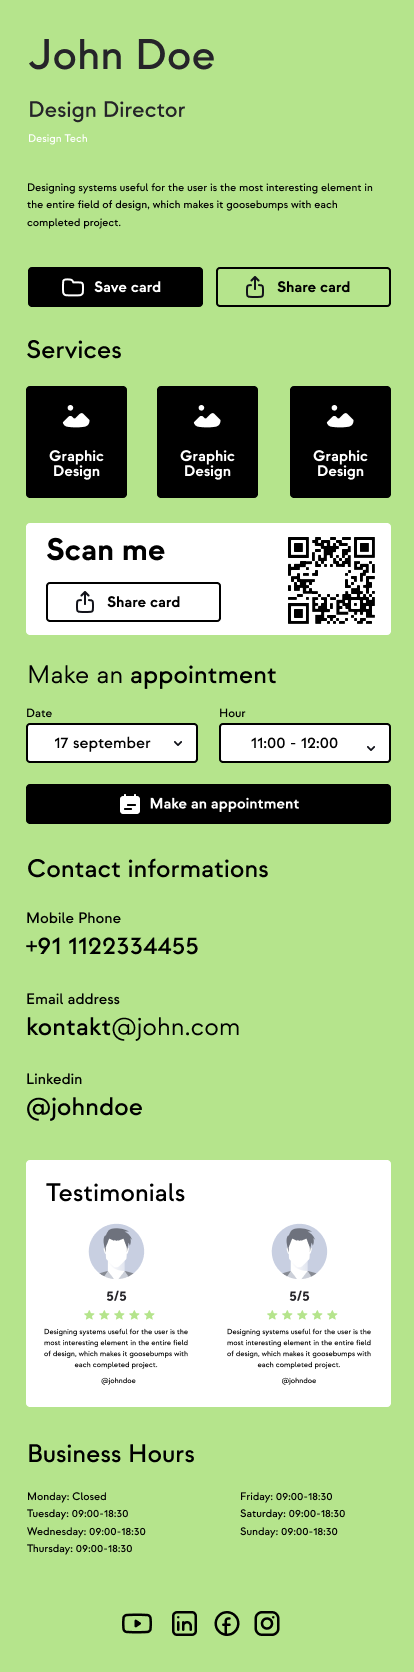 John Doe
Design Director
Design Tech
Designing systems useful for the user is the most interesting element in
the entire field of design, which makes it goosebumps with each
completed project.
Save card
Share card
Services
Graphic
Design
Graphic
Design
Graphic
Design
Scan me
Share card
Make an appointment
Date
Hour
17 september
11:00 - 12:00
Make an appointment
Contact informations
Mobile Phone
+91 1122334455
Email address
kontakt@john.com
Linkedin
@johndoe
Testimonials
5/5
Designing systems useful for the user is the
most interesting element in the entire field
of design, which makes it goosebumps with
each completed project.
@johndoe
5/5
Designing systems useful for the user is the
most interesting element in the entire field
of design, which makes it goosebumps with
each completed project.
@johndoe
Business Hours
Monday: Closed
Tuesday: 09:00-18:30
Wednesday: 09:00-18:30
Thursday: 09:00-18:30
Friday: 09:00-18:30
Saturday: 09:00-18:30
Sunday: 09:00-18:30